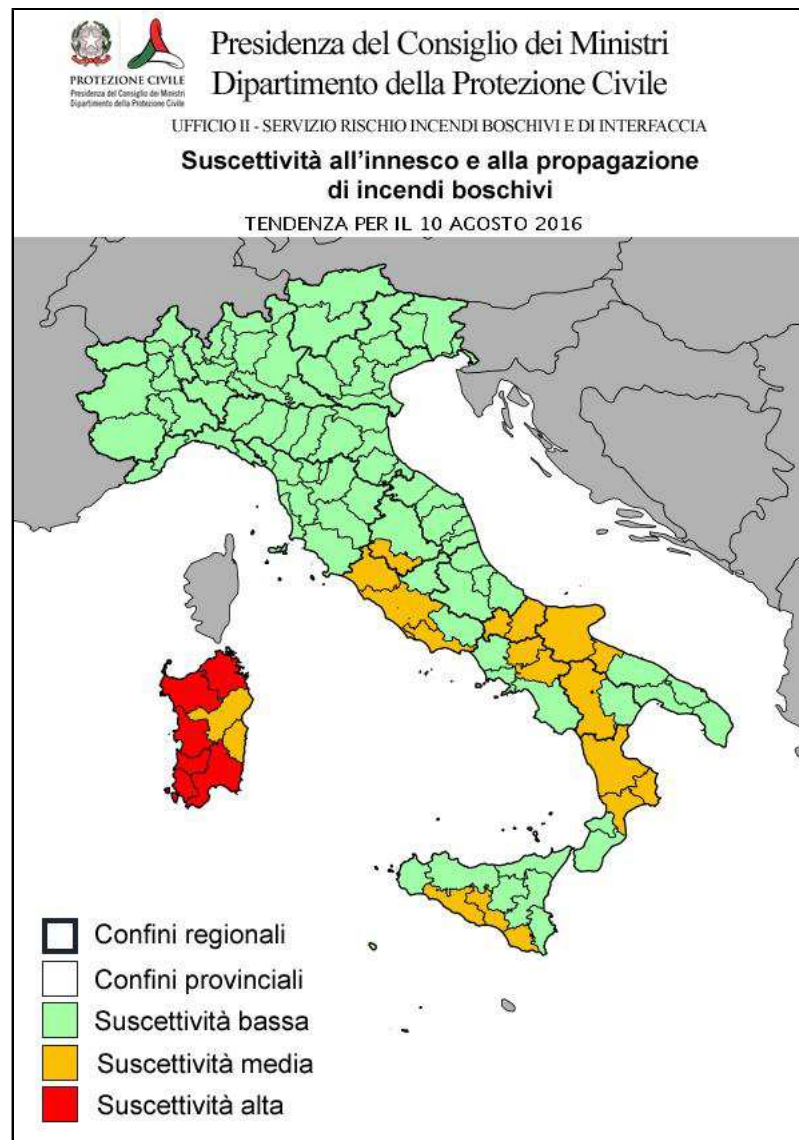 PROTEZIONE CIVILE
Presidenza del Consiglio dei Ministri
Dipartimento della Protezione Civile
Presidenza del Consiglio dei Ministri
Dipartimento della Protezione Civile
UFFICIO II - SERVIZIO RISCHIO INCENDI BOSCHIVI E DI INTERFACCIA
Suscettività all'innesco e alla propagazione
di incendi boschivi
TENDENZA PER IL 10 AGOSTO 2016
Confini regionali
Confini provinciali
Suscettività bassa
Suscettività media
Suscettività alta